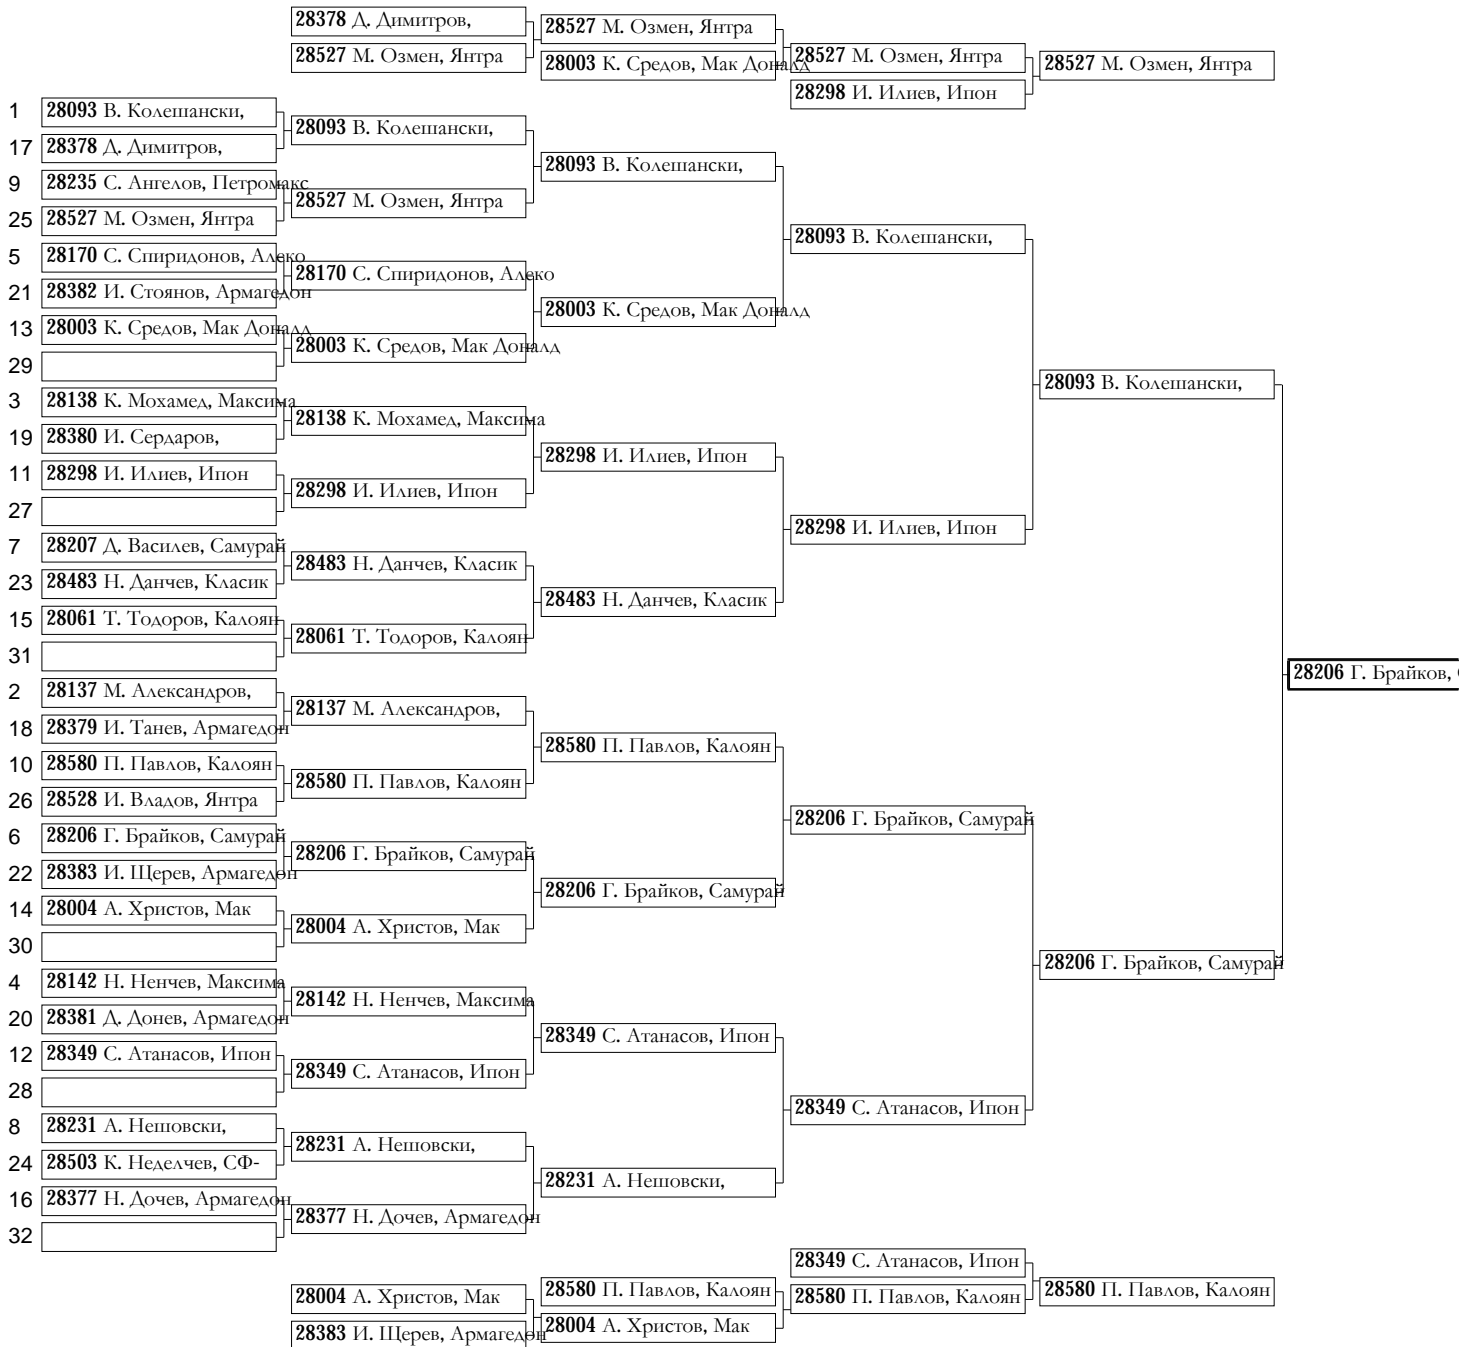 28378 Д. Димитров,
28527 М. Озмен, Янтра
28527 М. Озмен, Янтра
28003 К. Средов, Мак Доналд
28527 М. Озмен, Янтра
28298 И. Илиев, Ипон
28527 М. Озмен, Янтра
1 28093 В. Колешански,
17 28378 Д. Димитров,
9 28235 С. Ангелов, Петромакс
25 28527 М. Озмен, Янтра
5 28170 С. Спиридонов, Алеко
21 28382 И. Стоянов, Армагедон
13 28003 К. Средов, Мак Доналд
29
3 28138 К. Мохамед, Максима
19 28380 И. Сердаров,
11 28298 И. Илиев, Ипон
27
7 28207 Д. Василев, Самурай
23 28483 Н. Данчев, Класик
15 28061 Т. Тодоров, Калоян
31
2 28137 М. Александров,
18 28379 И. Танев, Армагедон
10 28580 П. Павлов, Калоян
26 28528 И. Владов, Янтра
6 28206 Г. Брайков, Самурай
22 28383 И. Щерев, Армагедон
14 28004 А. Христов, Мак
30
4 28142 Н. Ненчев, Максима
20 28381 Д. Донев, Армагедон
12 28349 С. Атанасов, Ипон
28
8 28231 А. Нешовски,
24 28503 К. Неделчев, СФ-
16 28377 Н. Дочев, Армагедон
32
28093 В. Колешански,
28527 М. Озмен, Янтра
28170 С. Спиридонов, Алеко
28003 К. Средов, Мак Доналд
28138 К. Мохамед, Максима
28298 И. Илиев, Ипон
28483 Н. Данчев, Класик
28061 Т. Тодоров, Калоян
28137 М. Александров,
28580 П. Павлов, Калоян
28206 Г. Брайков, Самурай
28004 А. Христов, Мак
28142 Н. Ненчев, Максима
28349 С. Атанасов, Ипон
28231 А. Нешовски,
28377 Н. Дочев, Армагедон
28093 В. Колешански,
28003 К. Средов, Мак Доналд
28298 И. Илиев, Ипон
28483 Н. Данчев, Класик
28580 П. Павлов, Калоян
28206 Г. Брайков, Самурай
28349 С. Атанасов, Ипон
28231 А. Нешовски,
28093 В. Колешански,
28298 И. Илиев, Ипон
28206 Г. Брайков, Самурай
28349 С. Атанасов, Ипон
28093 В. Колешански,
28206 Г. Брайков, Самурай
28206 Г. Брайков,
28004 А. Христов, Мак
28383 И. Щерев, Армагедон
28580 П. Павлов, Калоян
28004 А. Христов, Мак
28349 С. Атанасов, Ипон
28580 П. Павлов, Калоян
28580 П. Павлов, Калоян